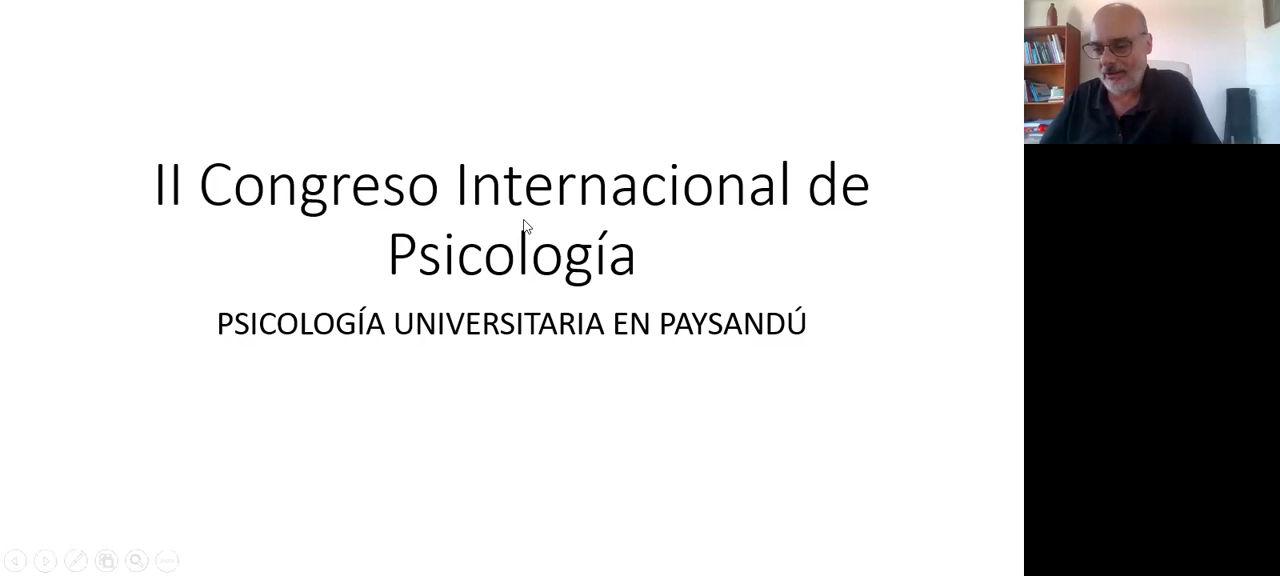 II Congreso Internacional de
Psicología
PSICOLOGÍA UNIVERSITARIA EN PAYSANDÚ